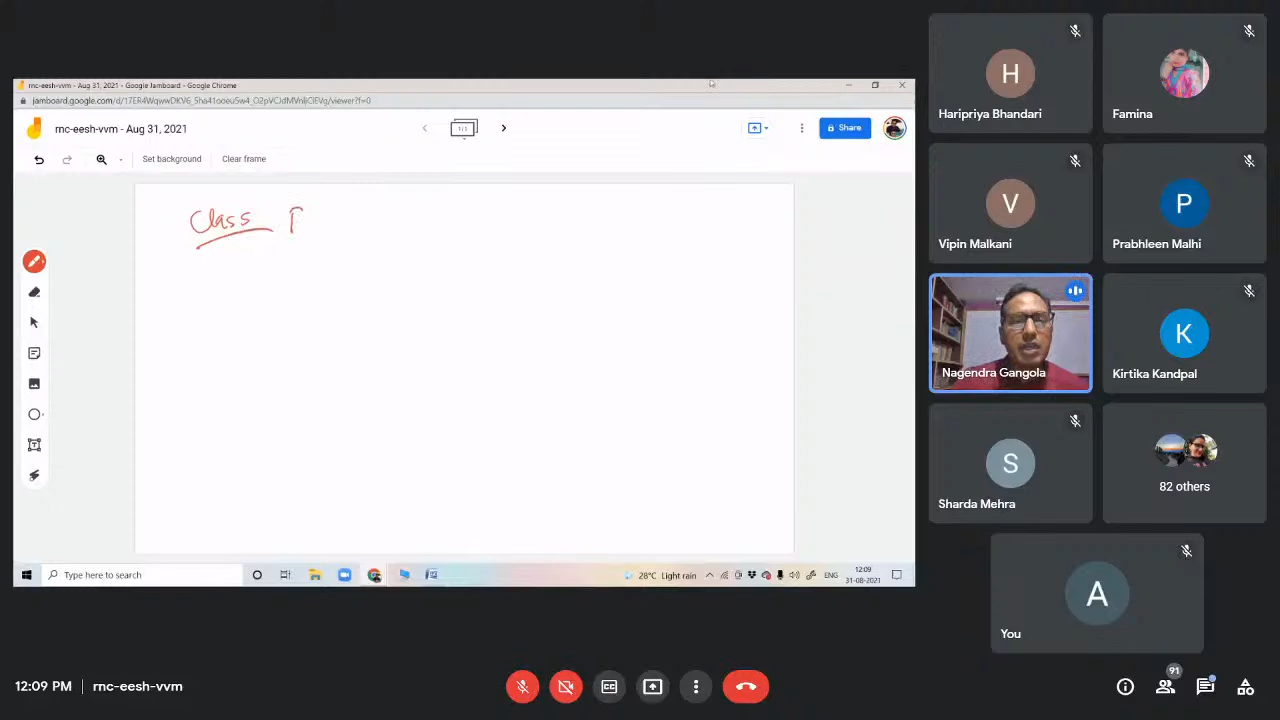 rnc-eesh-vvm - Aug 31, 2021 - Google Jamboard - Google Chrome
rnc-eesh-vvm - Aug 31, 2021
1/1
Share
Set background
Clear frame
Class
Type here to search
28°C Light rain
ENG
12:09
31-08-2021
H
Haripriya Bhandari
Famina
V
Vipin Malkani
P
Prabhleen Malhi
Nagendra Gangola
K
Kirtika Kandpal
S
Sharda Mehra
82 others
A
You
12:09 PM
rnc-eesh-vvm
CC
91